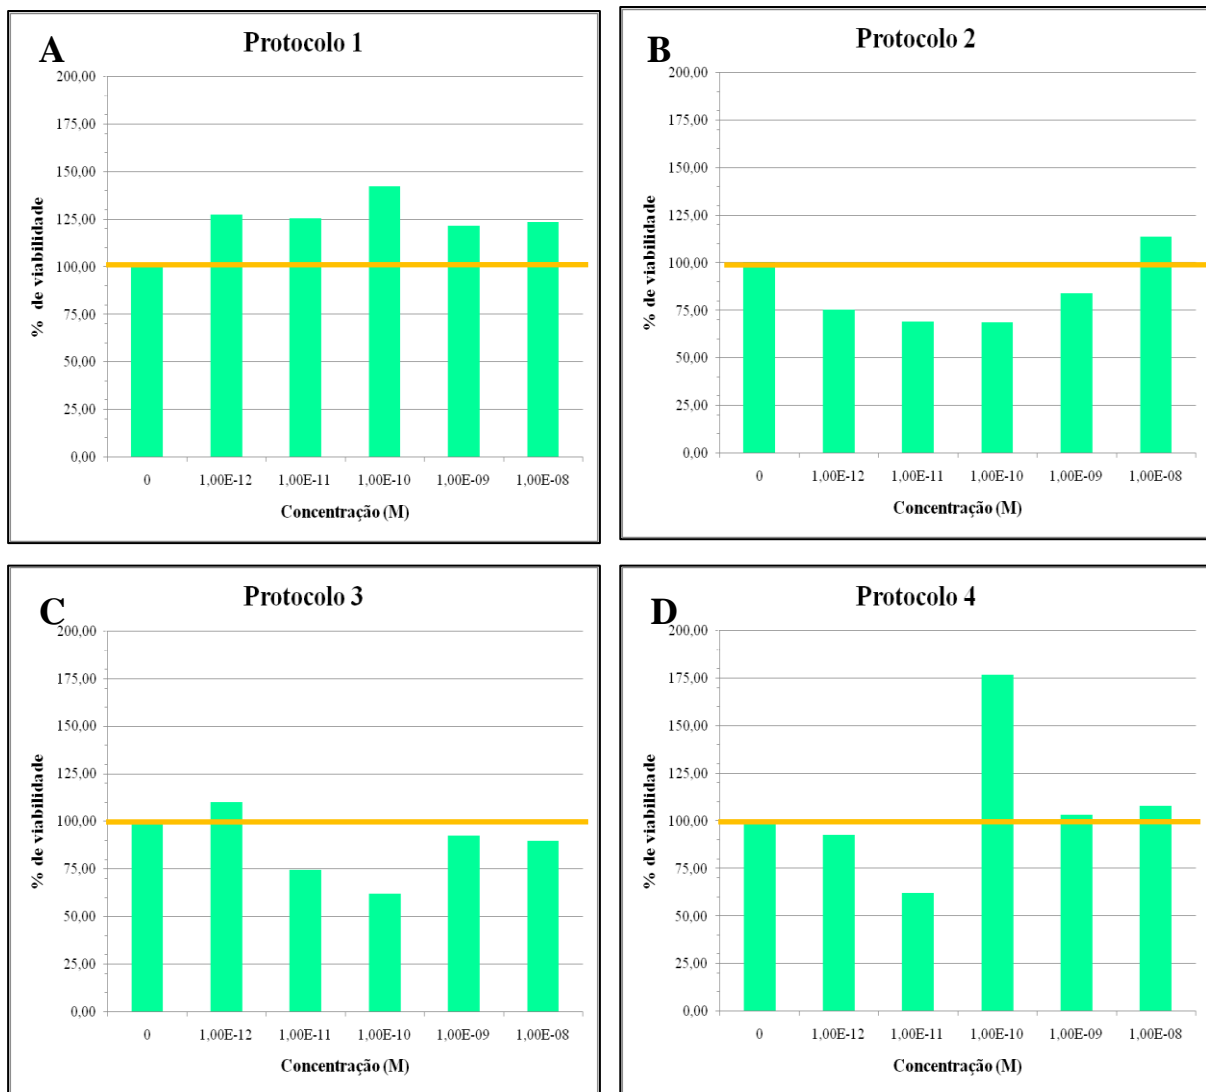 A
Protocolo 1
% de viabilidade
200,00
175,00
150,00
125,00
100,00
75,00
50,00
25,00
0,00
0 1,00E-12 1,00E-11 1,00E-10 1,00E-09 1,00E-08
Concentração (M)
B
Protocolo 2
% de viabilidade
200,00
175,00
150,00
125,00
100,00
75,00
50,00
25,00
0,00
0 1,00E-12 1,00E-11 1,00E-10 1,00E-09 1,00E-08
Concentração (M)
C
Protocolo 3
% de viabilidade
200,00
175,00
150,00
125,00
100,00
75,00
50,00
25,00
0,00
0 1,00E-12 1,00E-11 1,00E-10 1,00E-09 1,00E-08
Concentração (M)
D
Protocolo 4
% de viabilidade
200,00
175,00
150,00
125,00
100,00
75,00
50,00
25,00
0,00
0 1,00E-12 1,00E-11 1,00E-10 1,00E-09 1,00E-08
Concentração (M)